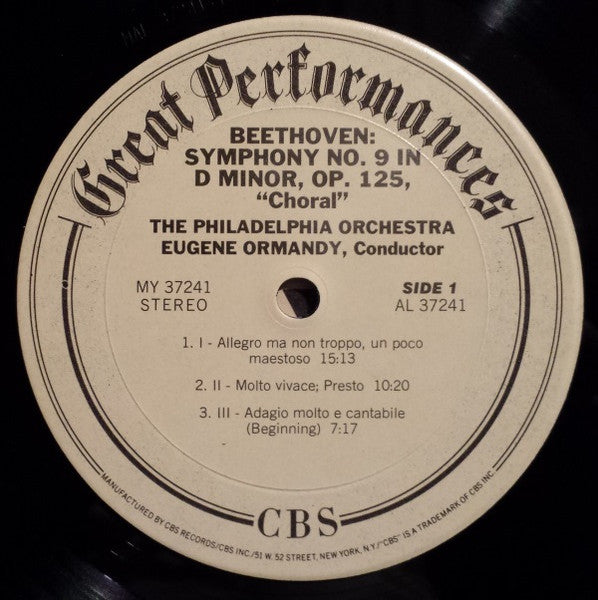 Great Performances
BEETHOVEN:
SYMPHONY NO. 9 IN
D MINOR, OP. 125,
“Choral”
THE PHILADELPHIA ORCHESTRA
EUGENE ORMANDY, Conductor
MY 37241
STEREO
SIDE 1
AL 37241
1. I - Allegro ma non troppo, un poco
maestoso 15:13
2. II - Molto vivace; Presto 10:20
3. III - Adagio molto e cantabile
(Beginning) 7:17
CBS
MANUFACTURED BY CBS RECORDS/CBS INC./51 W. 52 STREET, NEW YORK, N.Y./"CBS" IS A TRADEMARK OF CBS INC.